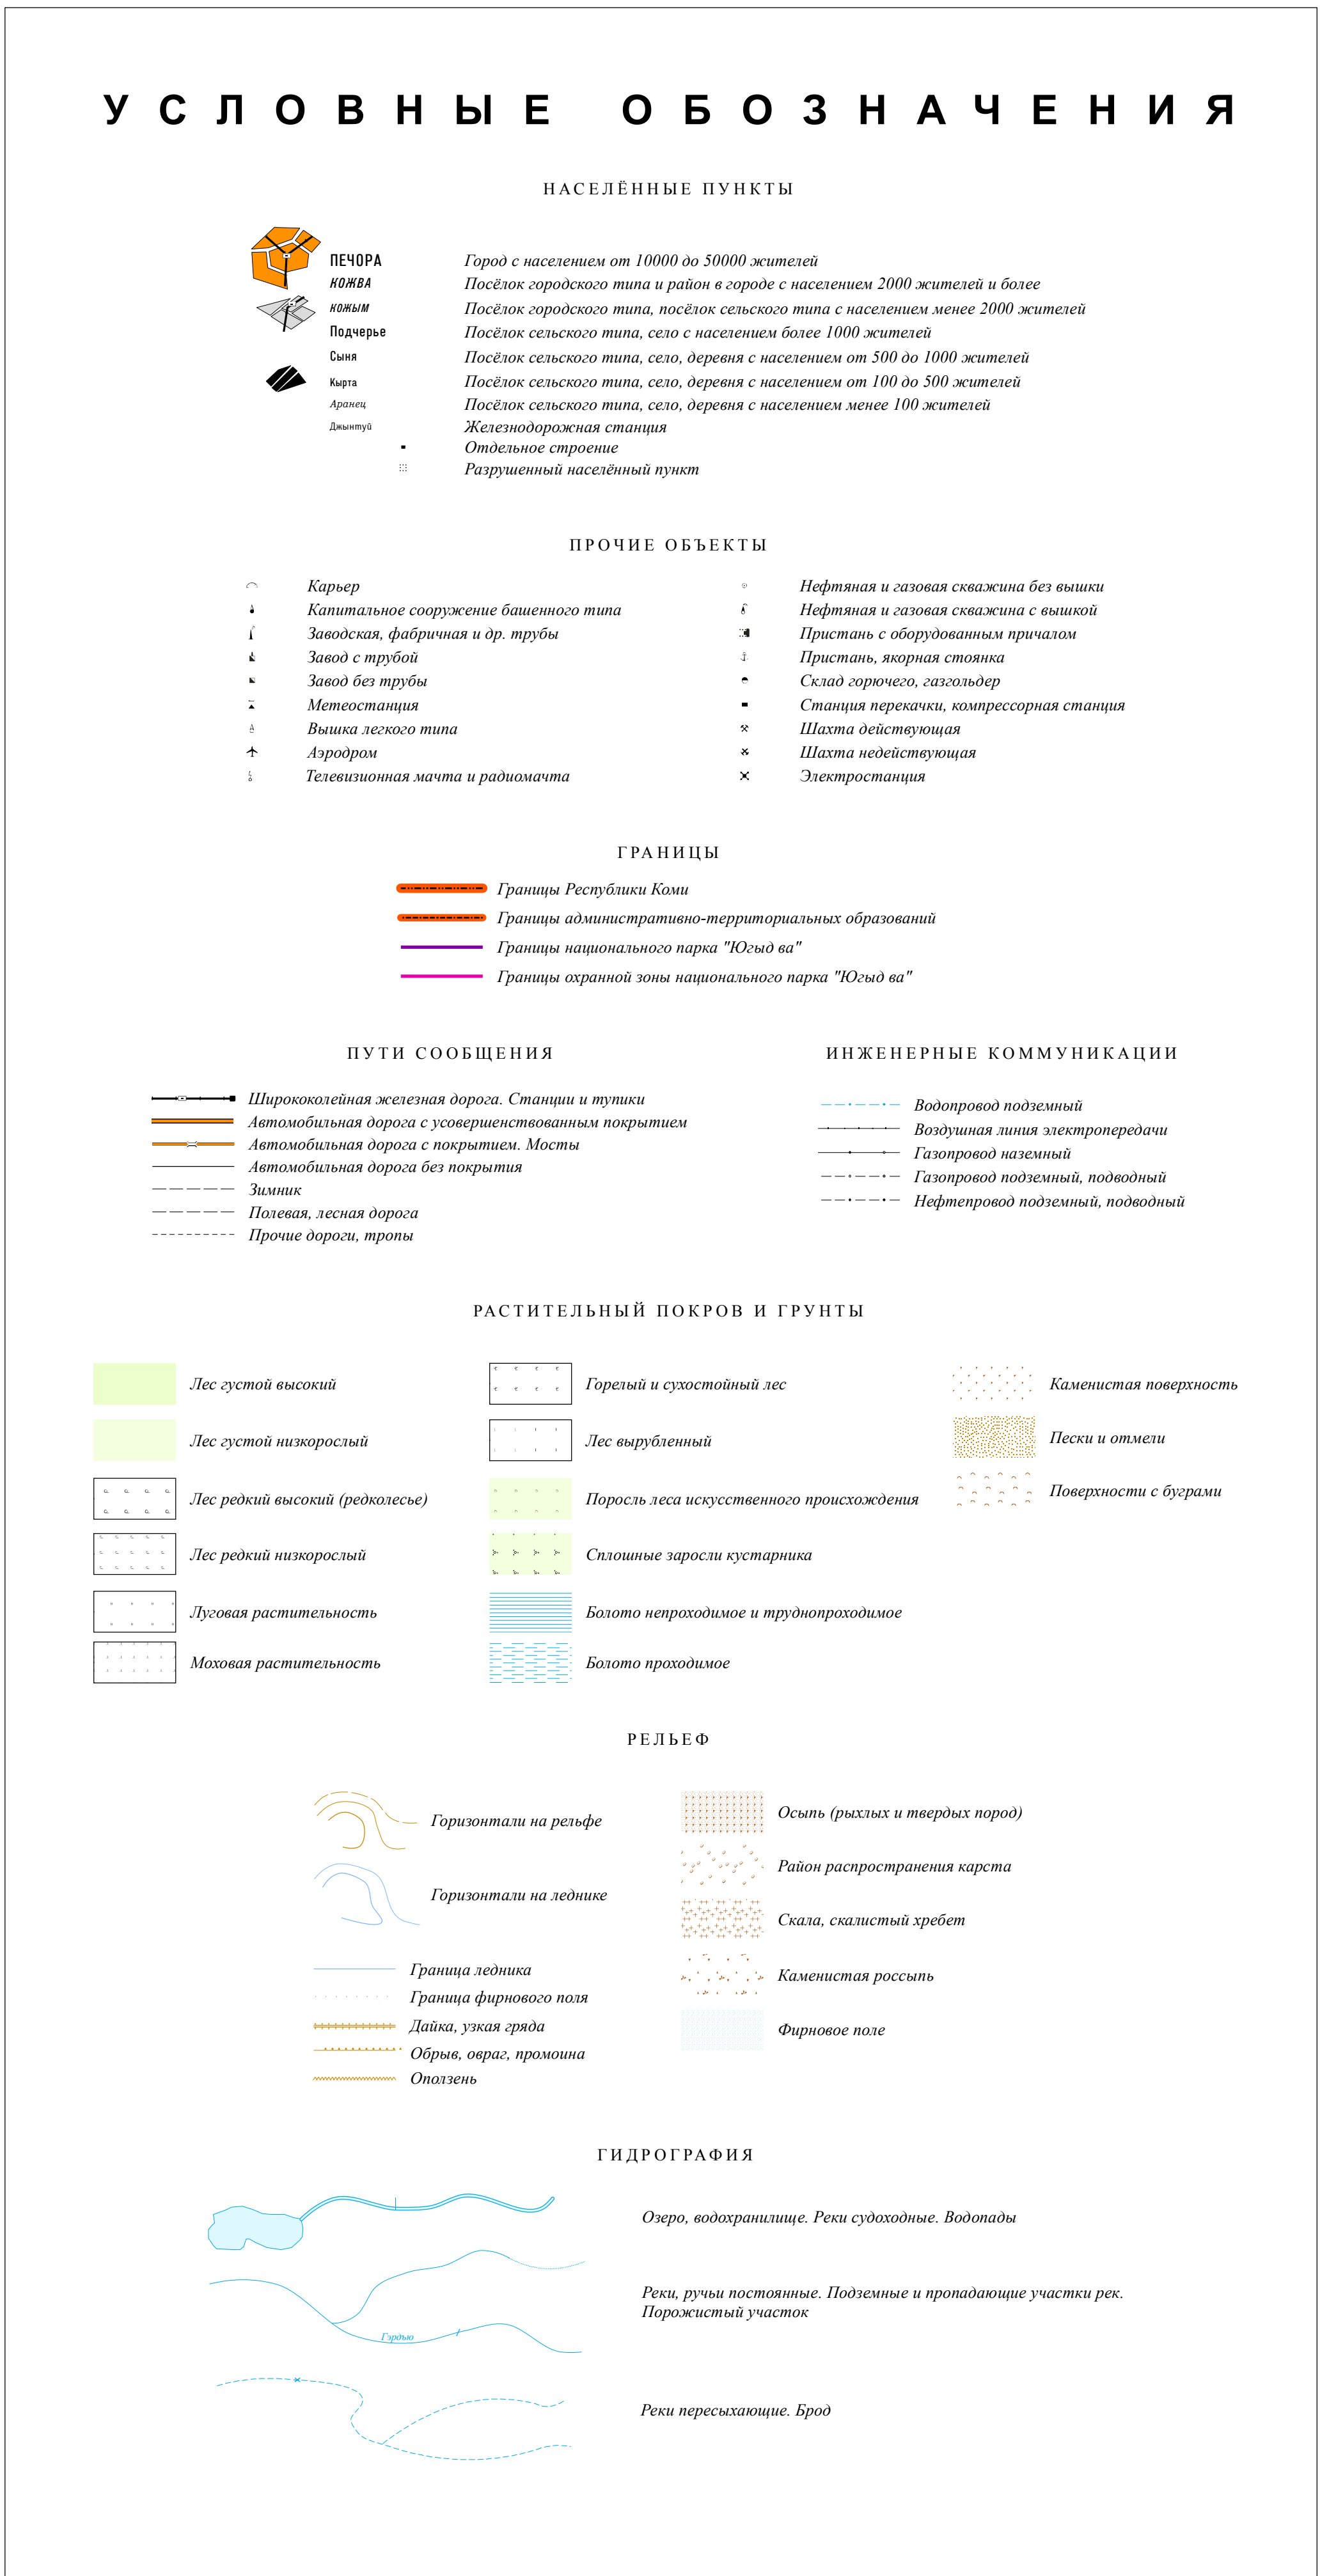 УСЛОВНЫЕ ОБОЗНАЧЕНИЯ
НАСЕЛЁННЫЕ ПУНКТЫ
ПЕЧОРА Город с населением от 10000 до 50000 жителей
КОЖВА Посёлок городского типа и район в городе с населением 2000 жителей и более
КОЖЫМ Посёлок городского типа, посёлок сельского типа с населением менее 2000 жителей
Подчерье Посёлок сельского типа, село с населением более 1000 жителей
Сыня Посёлок сельского типа, село, деревня с населением от 500 до 1000 жителей
Кырта Посёлок сельского типа, село, деревня с населением от 100 до 500 жителей
Аранец Посёлок сельского типа, село, деревня с населением менее 100 жителей
Джынтуй Железнодорожная станция
Отдельное строение
Разрушенный населённый пункт
ПРОЧИЕ ОБЪЕКТЫ
Карьер
Капитальное сооружение башенного типа
Заводская, фабричная и др. трубы
Завод с трубой
Завод без трубы
Метеостанция
Вышка легкого типа
Аэродром
Телевизионная мачта и радиомачта
Нефтяная и газовая скважина без вышки
Нефтяная и газовая скважина с вышкой
Пристань с оборудованным причалом
Пристань, якорная стоянка
Склад горючего, газгольдер
Станция перекачки, компрессорная станция
Шахта действующая
Шахта недействующая
Электростанция
ГРАНИЦЫ
Границы Республики Коми
Границы административно-территориальных образований
Границы национального парка "Югыд ва"
Границы охранной зоны национального парка "Югыд ва"
ПУТИ СООБЩЕНИЯ
Ширококолейная железная дорога. Станции и тупики
Автомобильная дорога с усовершенствованным покрытием
Автомобильная дорога с покрытием. Мосты
Автомобильная дорога без покрытия
Зимник
Полевая, лесная дорога
Прочие дороги, тропы
ИНЖЕНЕРНЫЕ КОММУНИКАЦИИ
Водопровод подземный
Воздушная линия электропередачи
Газопровод наземный
Газопровод подземный, подводный
Нефтепровод подземный, подводный
РАСТИТЕЛЬНЫЙ ПОКРОВ И ГРУНТЫ
Лес густой высокий
Лес густой низкорослый
Лес редкий высокий (редколесье)
Лес редкий низкорослый
Луговая растительность
Моховая растительность
Горелый и сухостойный лес
Лес вырубленный
Поросль леса искусственного происхождения
Сплошные заросли кустарника
Болото непроходимое и труднопроходимое
Болото проходимое
Каменистая поверхность
Пески и отмели
Поверхности с буграми
РЕЛЬЕФ
Горизонтали на рельфе
Горизонтали на леднике
Граница ледника
Граница фирнового поля
Дайка, узкая гряда
Обрыв, овраг, промоина
Оползень
Осыпь (рыхлых и твердых пород)
Район распространения карста
Скала, скалистый хребет
Каменистая россыпь
Фирновое поле
ГИДРОГРАФИЯ
Озеро, водохранилище. Реки судоходные. Водопады
Реки, ручьи постоянные. Подземные и пропадающие участки рек.
Порожистый участок
Гэрдъю
Реки пересыхающие. Брод